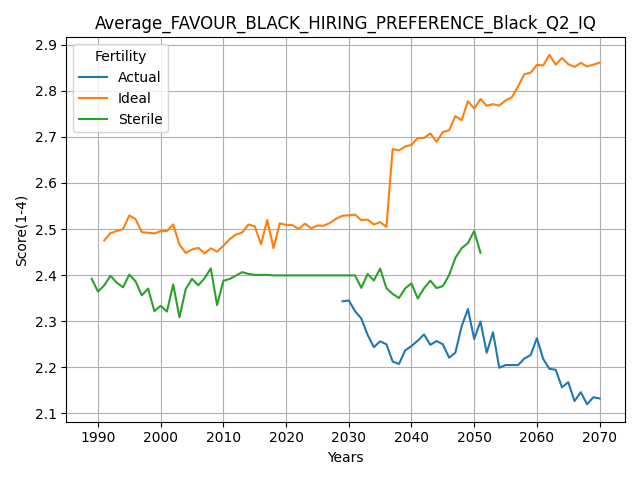 Average_FAVOUR_BLACK_HIRING_PREFERENCE_Black_Q2_IQ
Fertility
Actual
Ideal
Sterile
Score(1-4)
2.9
2.8
2.7
2.6
2.5
2.4
2.3
2.2
2.1
1990 2000 2010 2020 2030 2040 2050 2060 2070
Years